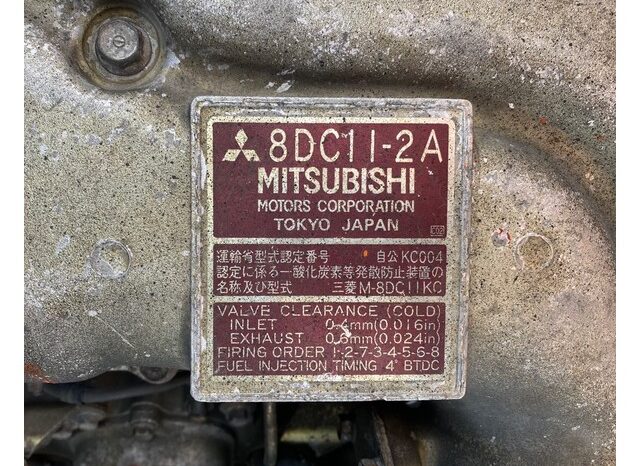 8DC11-2A
MITSUBISHI
MOTORS CORPORATION
TOKYO JAPAN
運輸省型式認定番号 自公KC004
認定に係る一酸化炭素等発散防止装置の
名称及び型式 三菱M-8DC11KC
VALVE CLEARANCE (COLD)
INLET 0.4mm(0.016in)
EXHAUST 0.6mm(0.024in)
FIRING ORDER 1-2-7-3-4-5-6-8
FUEL INJECTION TIMING 4° BTDC